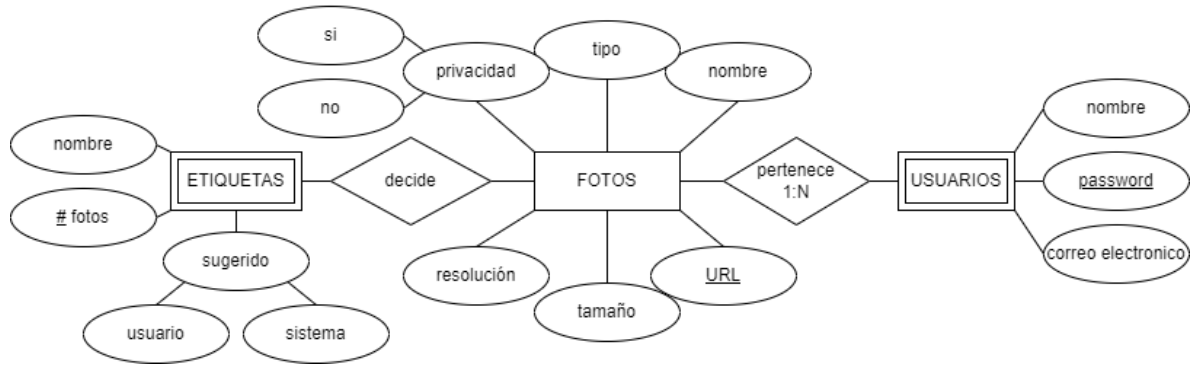 si
tipo
privacidad
nombre
no
nombre
nombre
ETIQUETAS
decide
FOTOS
pertenece
1:N
USUARIOS
password
# fotos
sugerido
resolución
URL
correo electronico
tamaño
usuario
sistema